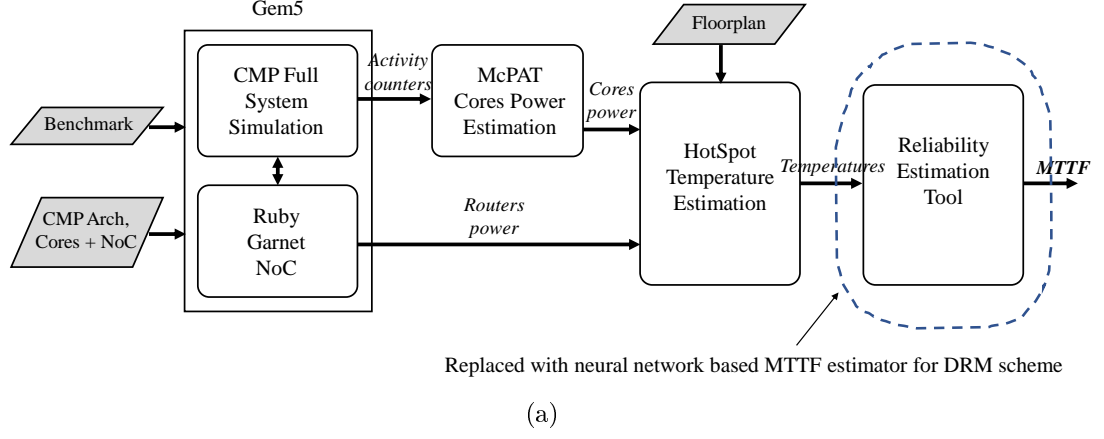 Gem5
Floorplan
CMP Full
System
Simulation
Activity
counters
McPAT
Cores Power
Estimation
Cores
power
Benchmark
HotSpot
Temperature
Estimation
Temperatures
Reliability
Estimation
Tool
MTTF
CMP Arch,
Cores + NoC
Ruby
Garnet
NoC
Routers
power
Replaced with neural network based MTTF estimator for DRM scheme
(a)